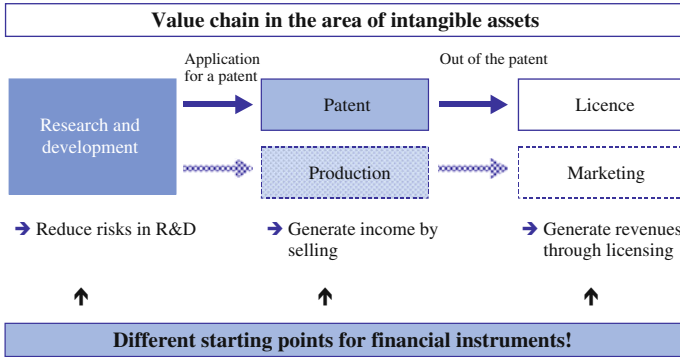 Value chain in the area of intangible assets
Application
for a patent
Out of the patent
Research and
development
Patent
Licence
Production
Marketing
➔ Reduce risks in R&D
➔ Generate income by
selling
➔ Generate revenues
through licensing
Different starting points for financial instruments!